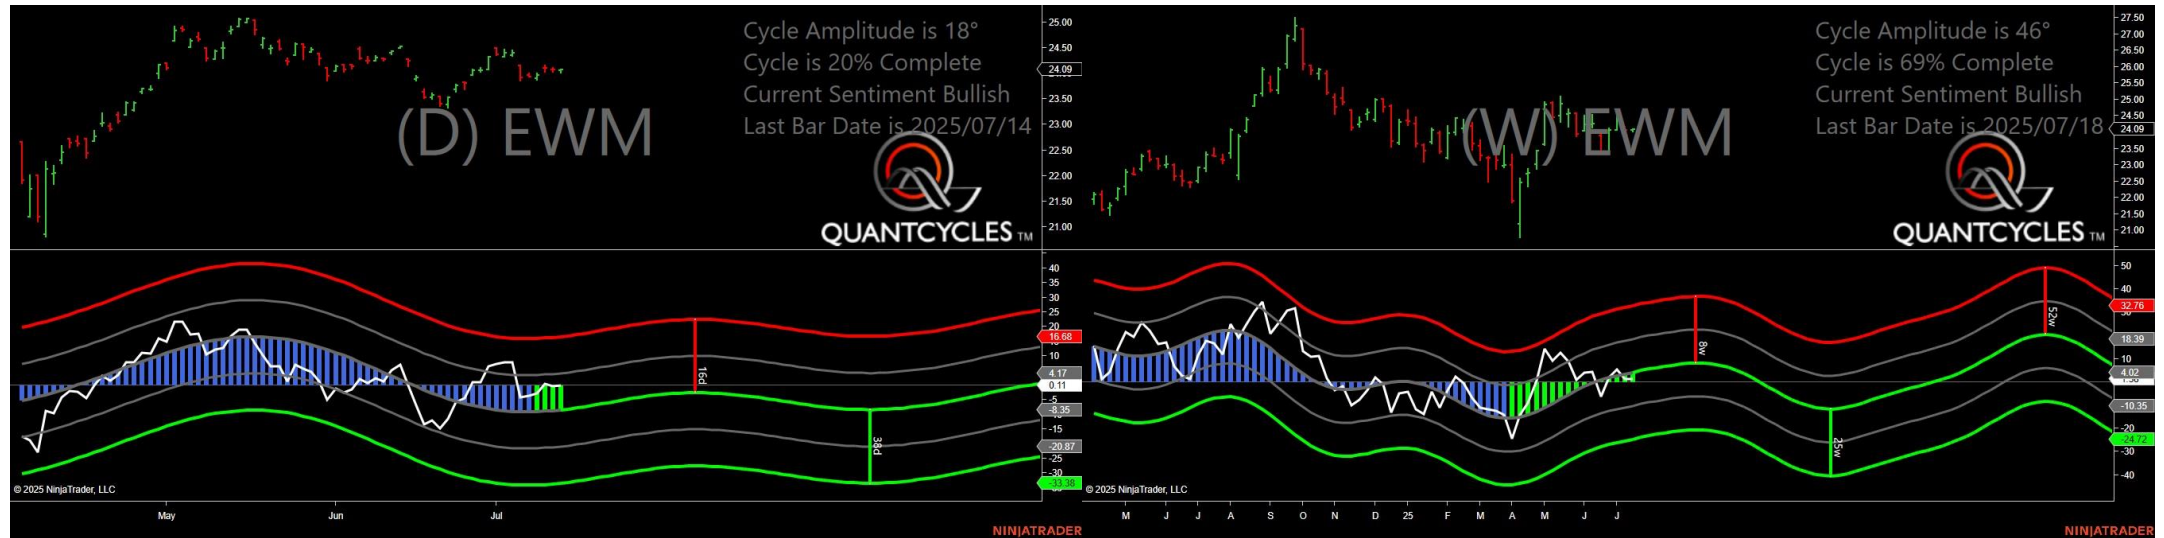 Cycle Amplitude is 18°
Cycle is 20% Complete
Current Sentiment Bullish
Last Bar Date is 2025/07/14
(D) EWM
QUANTCYCLES TM
25.00
24.50
24.09
23.50
23.00
22.50
22.00
21.50
21.00
40
35
30
25
20
16.68
10
4.17
0.11
-5
-8.35
-15
-20.87
-25
-30
-33.38
16d
38d
© 2025 NinjaTrader, LLC
May
Jun
Jul
NINJATRADER
Cycle Amplitude is 46°
Cycle is 69% Complete
Current Sentiment Bullish
Last Bar Date is 2025/07/18
(W) EWM
QUANTCYCLES TM
27.50
27.00
26.50
26.00
25.50
25.00
24.50
24.09
23.50
23.00
22.50
22.00
21.50
21.00
50
40
32.76
18.39
10
4.02
-10.35
-20
-24.72
-30
-40
8w
25w
52w
© 2025 NinjaTrader, LLC
M
J
J
A
S
O
N
D
25
F
M
A
M
J
J
NINJATRADER